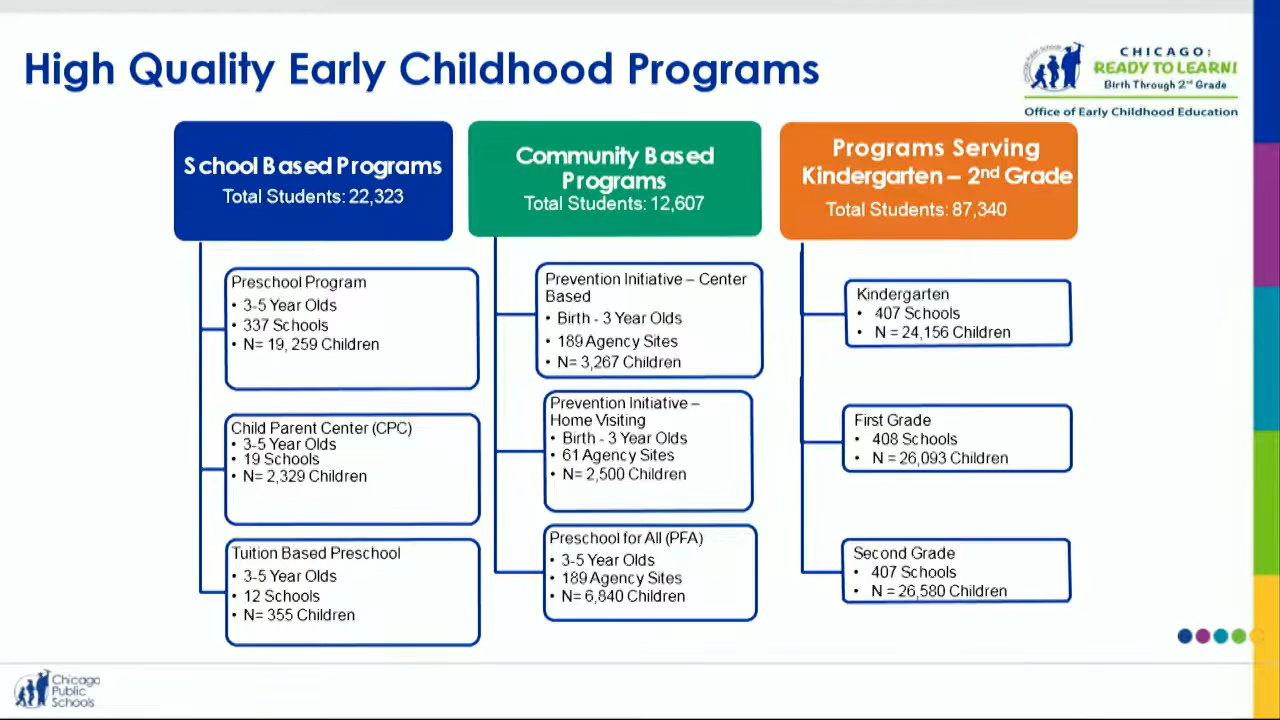 High Quality Early Childhood Programs
CHICAGO:
READY TO LEARN!
Birth Through 2nd Grade
Office of Early Childhood Education
School Based Programs
Total Students: 22,323
Preschool Program
• 3-5 Year Olds
• 337 Schools
• N= 19, 259 Children
Child Parent Center (CPC)
• 3-5 Year Olds
• 19 Schools
• N= 2,329 Children
Tuition Based Preschool
• 3-5 Year Olds
• 12 Schools
• N= 355 Children
Community Based
Programs
Total Students: 12,607
Prevention Initiative – Center
Based
• Birth - 3 Year Olds
• 189 Agency Sites
• N= 3,267 Children
Prevention Initiative –
Home Visiting
• Birth - 3 Year Olds
• 61 Agency Sites
• N= 2,500 Children
Preschool for All (PFA)
• 3-5 Year Olds
• 189 Agency Sites
• N= 6,840 Children
Programs Serving
Kindergarten – 2nd Grade
Total Students: 87,340
Kindergarten
• 407 Schools
• N = 24,156 Children
First Grade
• 408 Schools
• N = 26,093 Children
Second Grade
• 407 Schools
• N = 26,580 Children
Chicago
Public
Schools